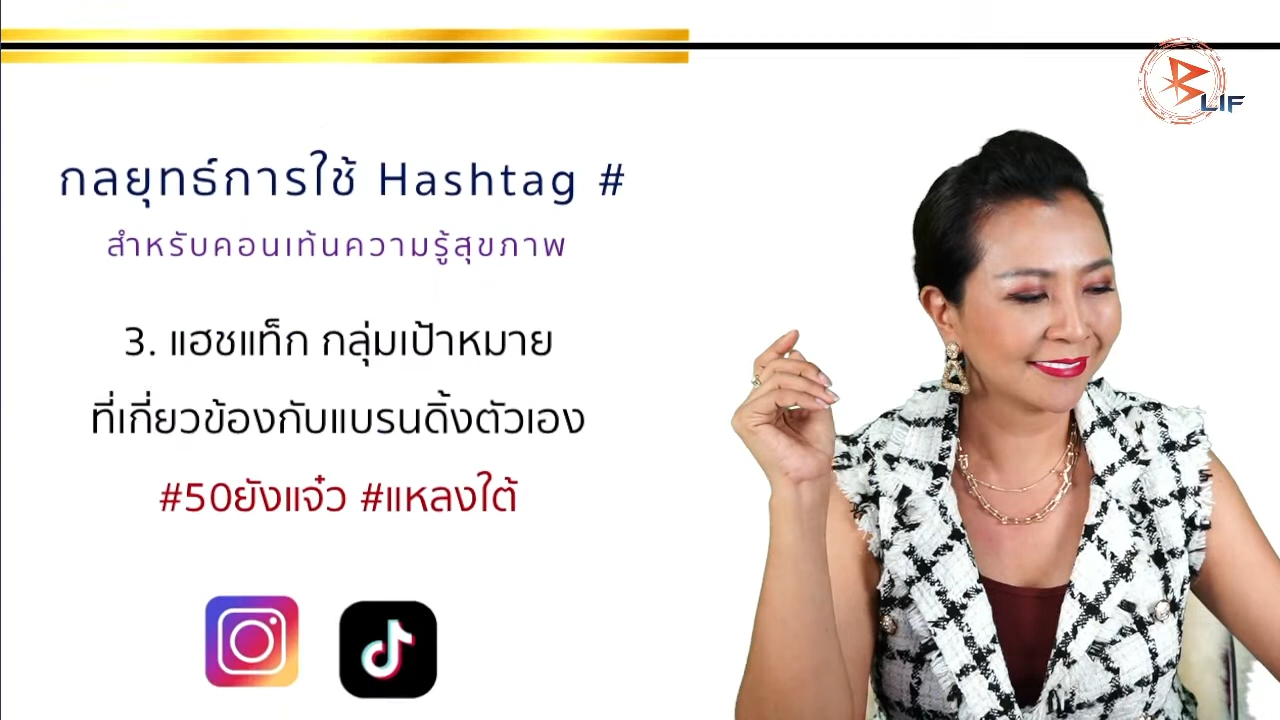 LIF
กลยุทธ์การใช้ Hashtag #
สำหรับคอนเท้นความรู้สุขภาพ
3. แฮชแท็ก กลุ่มเป้าหมาย
ที่เกี่ยวข้องกับแบรนดิ้งตัวเอง
#50ยังแจ๋ว #แหลงใต้